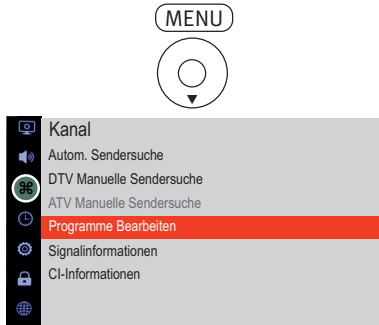 MENU
Kanal
Autom. Sendersuche
DTV Manuelle Sendersuche
ATV Manuelle Sendersuche
Programme Bearbeiten
Signalinformationen
CI-Informationen